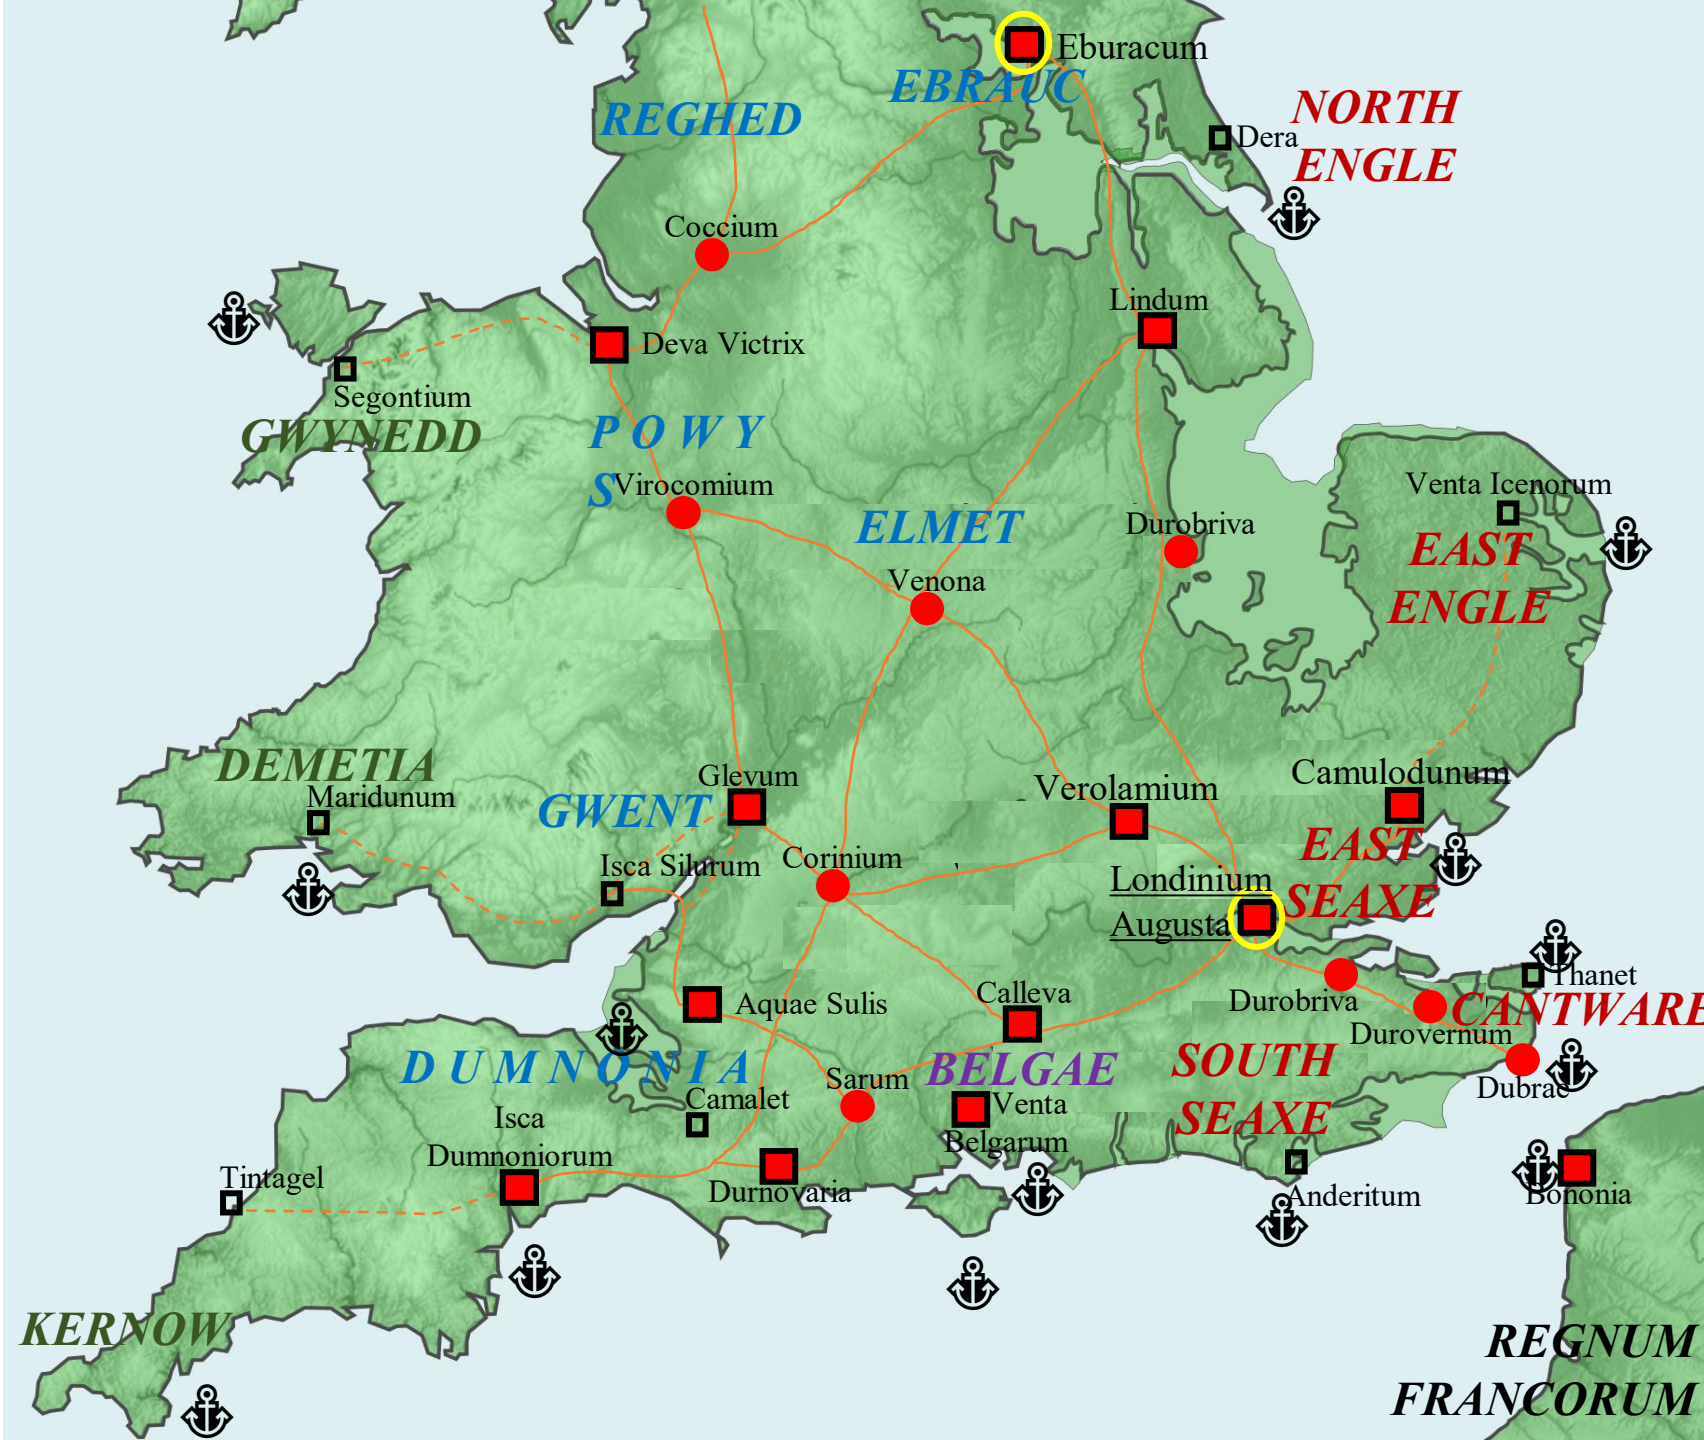 Eburacum
EBRAUC
REGHED
NORTH
ENGLE
Dera
Coccium
Lindum
Deva Victrix
Segontium
GWYNEDD
P O W Y
S
Virocomium
ELMET
Durobriva
Venta Icenorum
EAST
ENGLE
Venona
DEMETIA
Maridunum
Glevum
GWENT
Verolamium
Camulodunum
EAST
SEAXE
Isca Silurum
Corinium
Londinium
Augusta
Thanet
Aquae Sulis
Calleva
Durobriva
CANTWARE
Durovernum
D U M N O N I A
BELGAE
SOUTH
SEAXE
Sarum
Dubrae
Camalet
Venta
Belgarum
Isca
Dumnoniorum
Tintagel
Durnovaria
Anderitum
Bononia
KERNOW
REGNUM
FRANCORUM